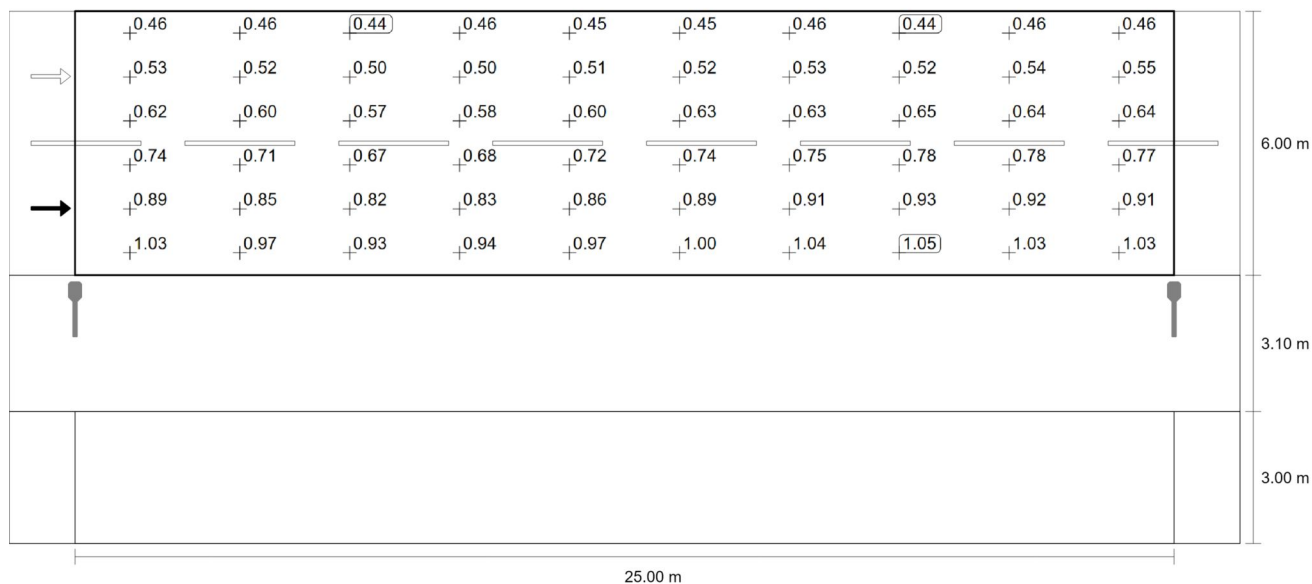 0.46 0.46 0.44 0.46 0.45 0.45 0.46 0.44 0.46 0.46
0.53 0.52 0.50 0.50 0.51 0.52 0.53 0.52 0.54 0.55
0.62 0.60 0.57 0.58 0.60 0.63 0.63 0.65 0.64 0.64
6.00 m
0.74 0.71 0.67 0.68 0.72 0.74 0.75 0.78 0.78 0.77
0.89 0.85 0.82 0.83 0.86 0.89 0.91 0.93 0.92 0.91
1.03 0.97 0.93 0.94 0.97 1.00 1.04 1.05 1.03 1.03
3.10 m
3.00 m
25.00 m